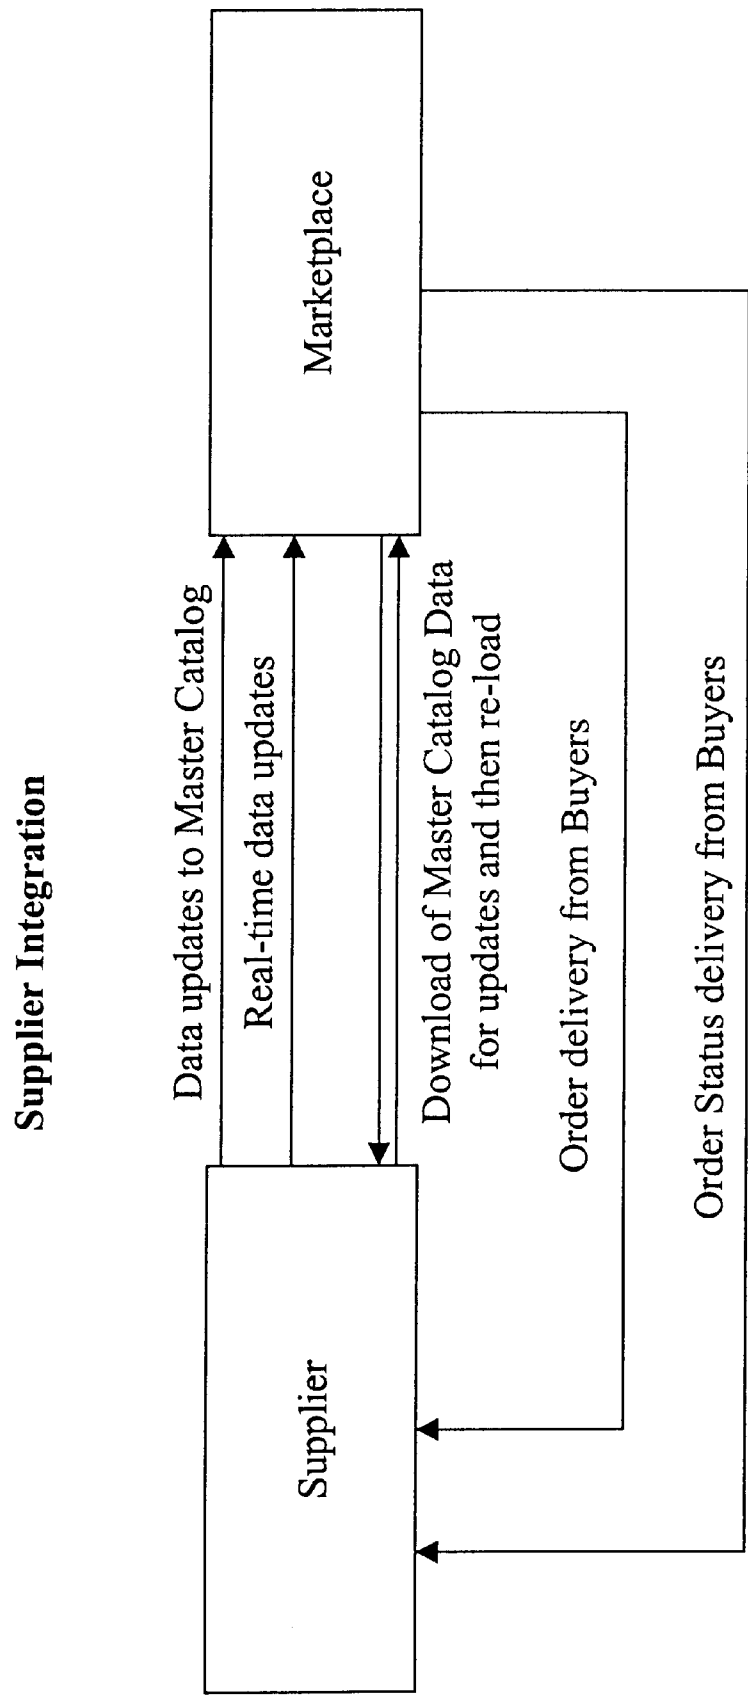 Supplier Integration
Data updates to Master Catalog
Real-time data updates
Supplier
Marketplace
Download of Master Catalog Data
for updates and then re-load
Order delivery from Buyers
Order Status delivery from Buyers